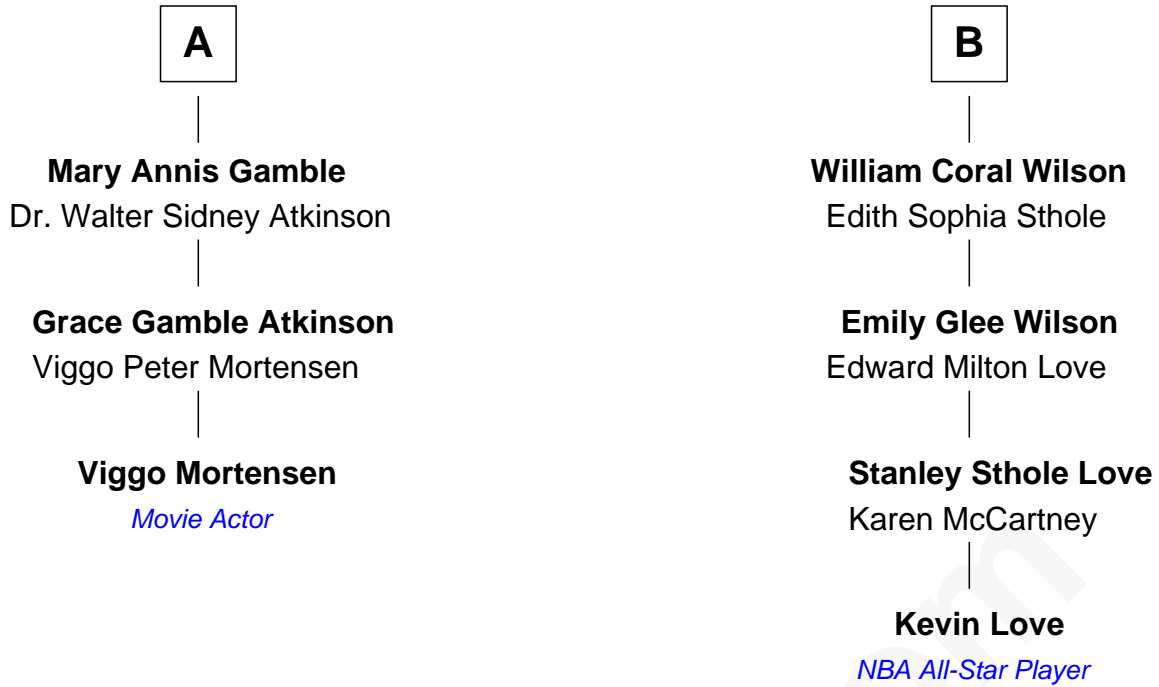 A
Mary Annis Gamble
Dr. Walter Sidney Atkinson
Grace Gamble Atkinson
Viggo Peter Mortensen
Viggo Mortensen
Movie Actor
B
William Coral Wilson
Edith Sophia Sthole
Emily Glee Wilson
Edward Milton Love
Stanley Sthole Love
Karen McCartney
Kevin Love
NBA All-Star Player